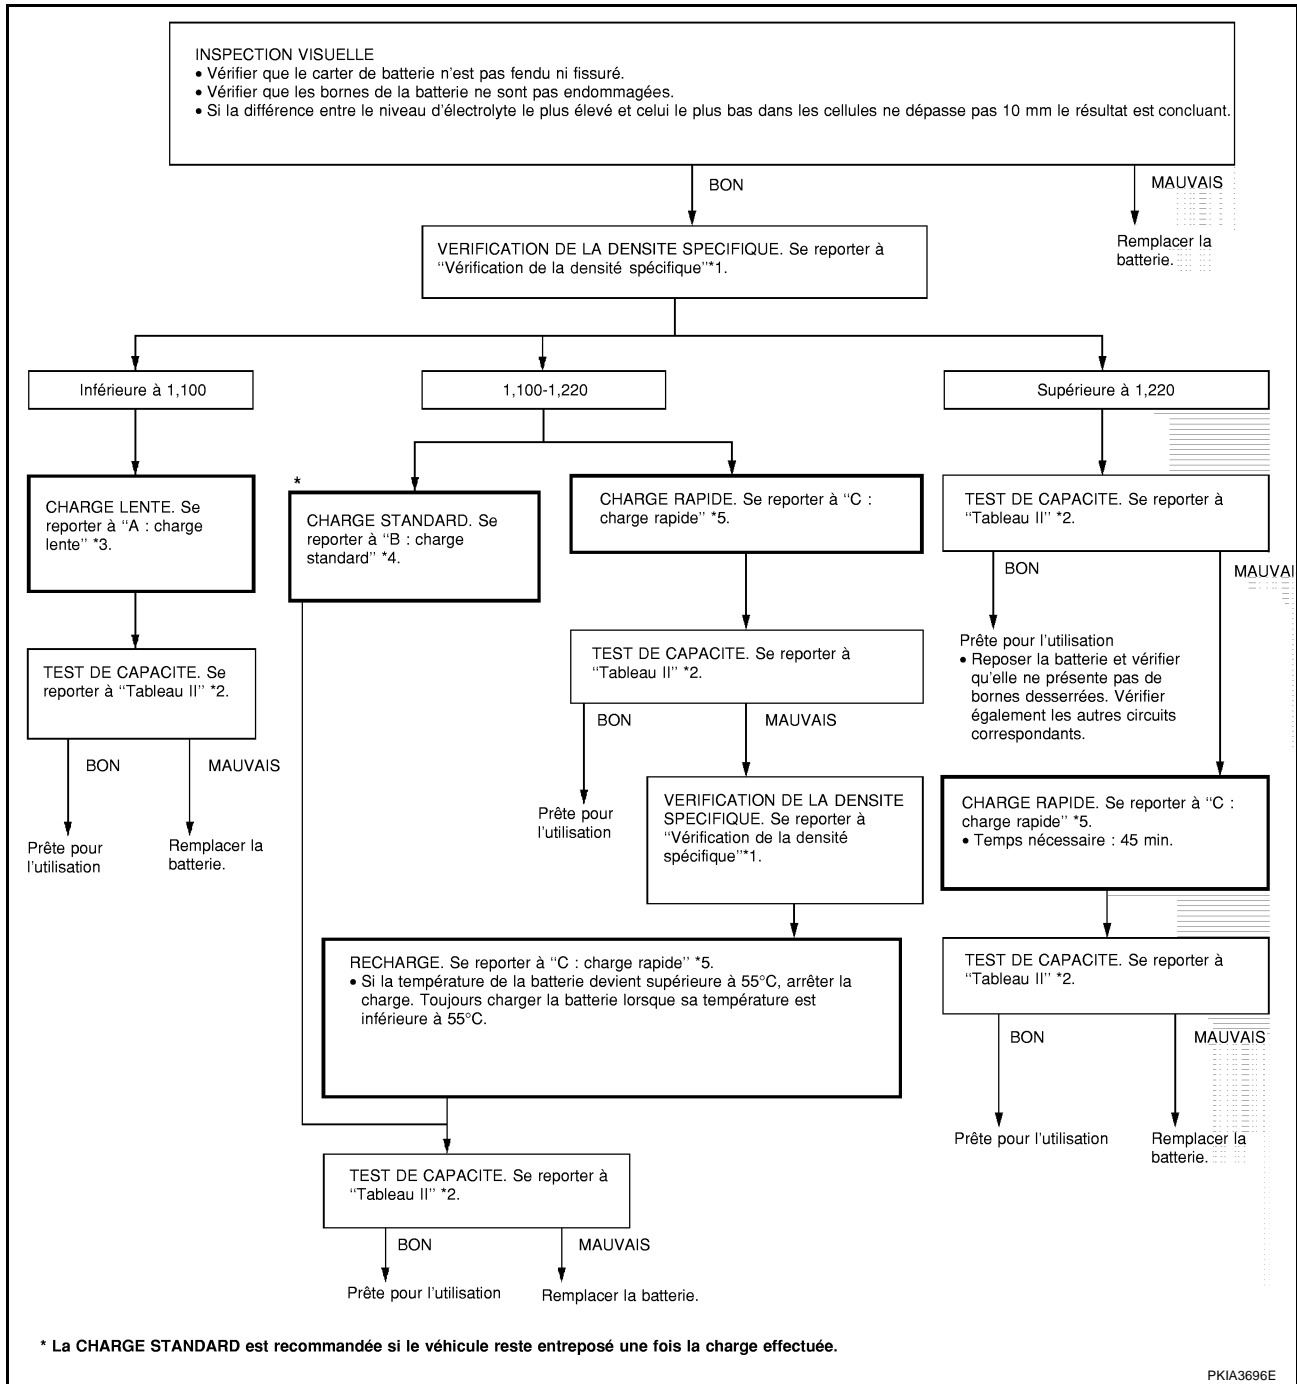 INSPECTION VISUELLE
• Vérifier que le carter de batterie n'est pas fendu ni fissuré.
• Vérifier que les bornes de la batterie ne sont pas endommagées.
• Si la différence entre le niveau d'électrolyte le plus élevé et celui le plus bas dans les cellules ne dépasse pas 10 mm le résultat est concluant.
BON
MAUVAIS
Remplacer la
batterie.
VERIFICATION DE LA DENSITE SPECIFIQUE. Se reporter à
‘‘Vérification de la densité spécifique’’*1.
Inférieure à 1,100
1,100-1,220
Supérieure à 1,220
CHARGE LENTE. Se
reporter à ‘‘A : charge
lente’’ *3.
*
CHARGE STANDARD. Se
reporter à ‘‘B : charge
standard’’ *4.
CHARGE RAPIDE. Se reporter à ‘‘C :
charge rapide’’ *5.
TEST DE CAPACITE. Se reporter à
‘‘Tableau II’’ *2.
BON
MAUVAI
Prête pour l'utilisation
• Reposer la batterie et vérifier
qu'elle ne présente pas de
bornes desserrées. Vérifier
également les autres circuits
correspondants.
TEST DE CAPACITE. Se
reporter à ‘‘Tableau II’’ *2.
BON
MAUVAIS
Prête pour
l'utilisation
Remplacer la
batterie.
TEST DE CAPACITE. Se reporter à
‘‘Tableau II’’ *2.
BON
MAUVAIS
Prête pour
l'utilisation
VERIFICATION DE LA DENSITE
SPECIFIQUE. Se reporter à
‘‘Vérification de la densité
spécifique’’*1.
CHARGE RAPIDE. Se reporter à ‘‘C :
charge rapide’’ *5.
• Temps nécessaire : 45 min.
RECHARGE. Se reporter à ‘‘C : charge rapide’’ *5.
• Si la température de la batterie devient supérieure à 55°C, arrêter la
charge. Toujours charger la batterie lorsque sa température est
inférieure à 55°C.
TEST DE CAPACITE. Se reporter à
‘‘Tableau II’’ *2.
BON
MAUVAIS
Prête pour l'utilisation
Remplacer la
batterie.
TEST DE CAPACITE. Se reporter à
‘‘Tableau II’’ *2.
BON
MAUVAIS
Prête pour l'utilisation
Remplacer la batterie.
* La CHARGE STANDARD est recommandée si le véhicule reste entreposé une fois la charge effectuée.
PKIA3696E